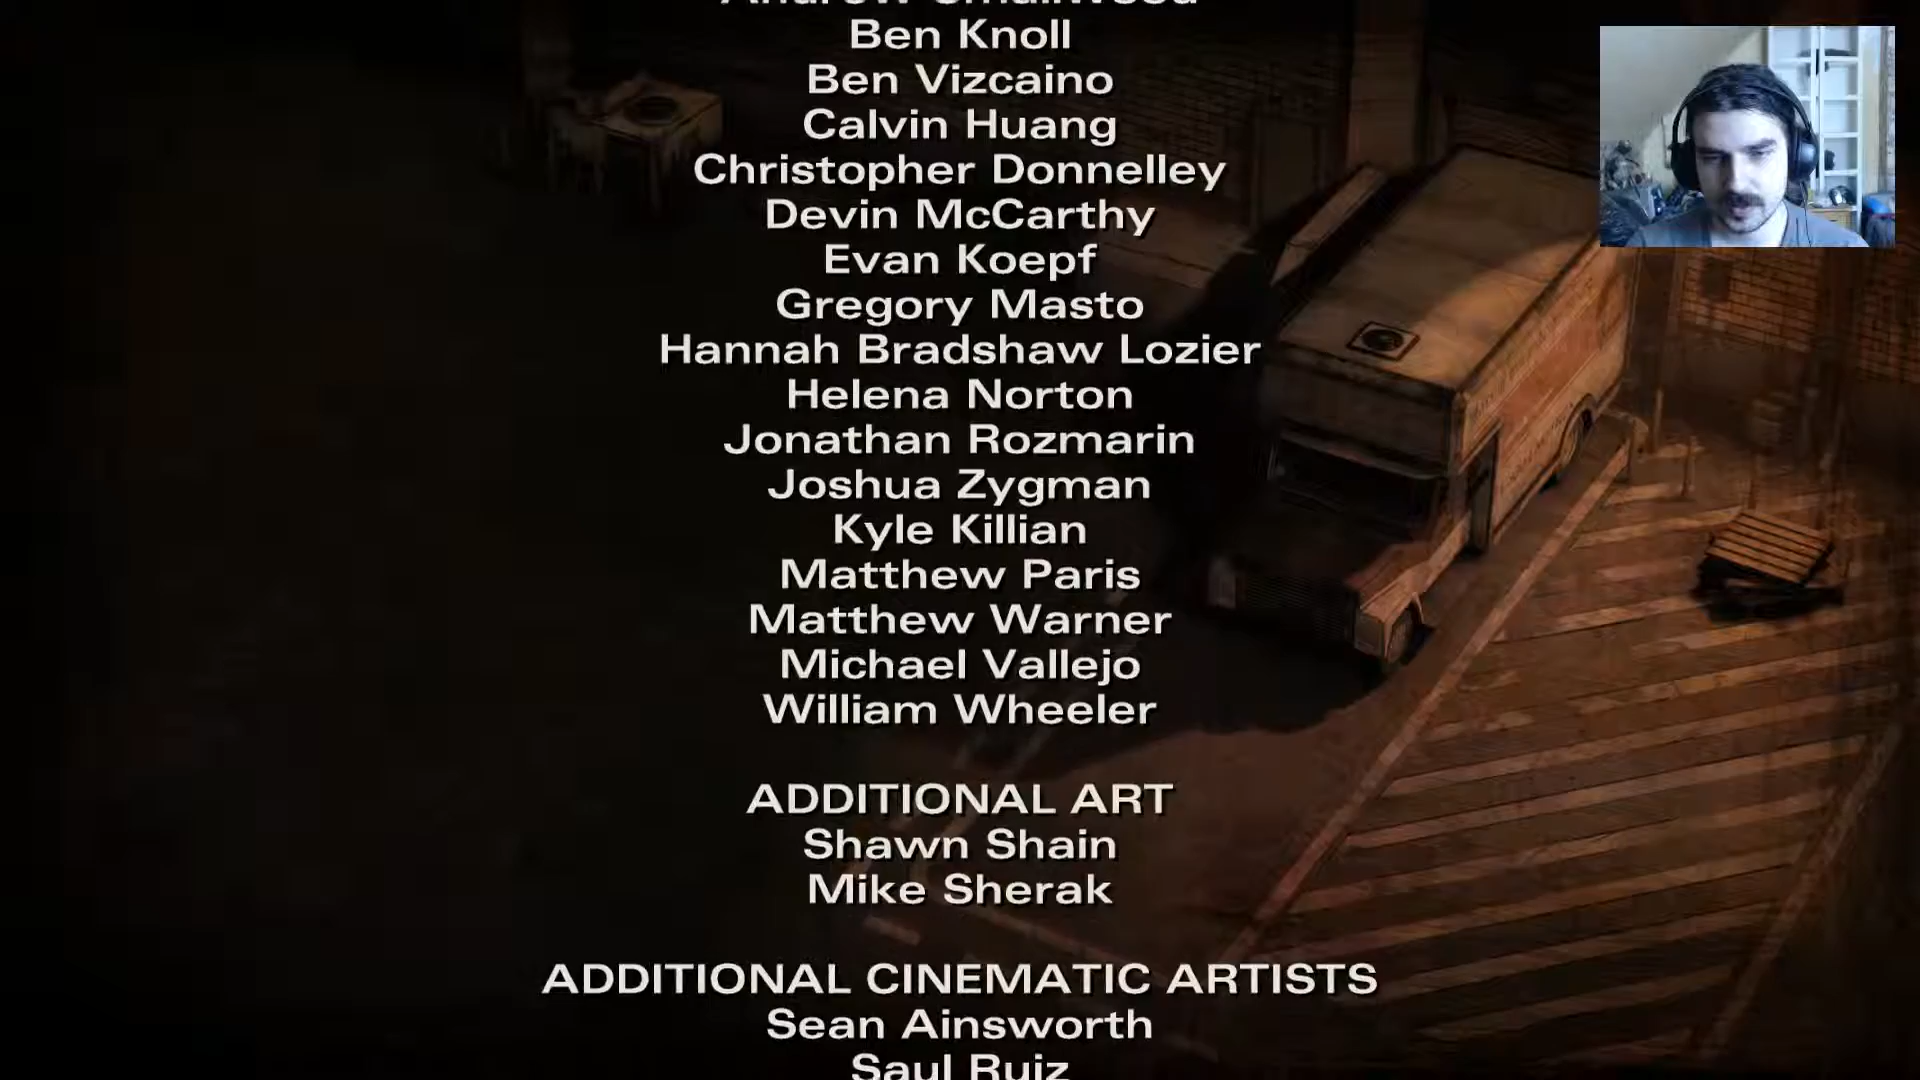 Andrew Smallwood
Ben Knoll
Ben Vizcaino
Calvin Huang
Christopher Donnelley
Devin McCarthy
Evan Koepf
Gregory Masto
Hannah Bradshaw Lozier
Helena Norton
Jonathan Rozmarin
Joshua Zygman
Kyle Killian
Matthew Paris
Matthew Warner
Michael Vallejo
William Wheeler
ADDITIONAL ART
Shawn Shain
Mike Sherak
ADDITIONAL CINEMATIC ARTISTS
Sean Ainsworth
Saul Ruiz